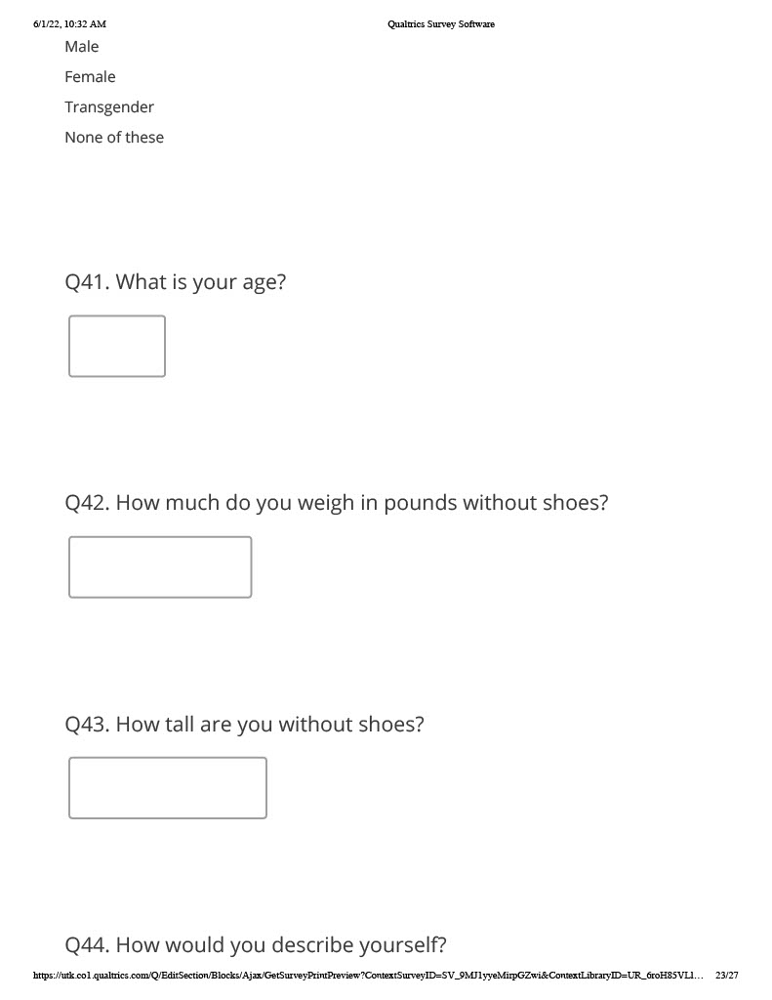 6/1/22, 10:32 AM Qualtrics Survey Software
Male
Female
Transgender
None of these
Q41. What is your age?
Q42. How much do you weigh in pounds without shoes?
Q43. How tall are you without shoes?
Q44. How would you describe yourself?
https://utk.co1.qualtrics.com/Q/EditSection/Blocks/Ajax/GetSurveyPrintPreview?ContextSurveyID=SV_9MJ1yyeMirpGZwi&ContextLibraryID=UR_6roH85VL1… 23/27